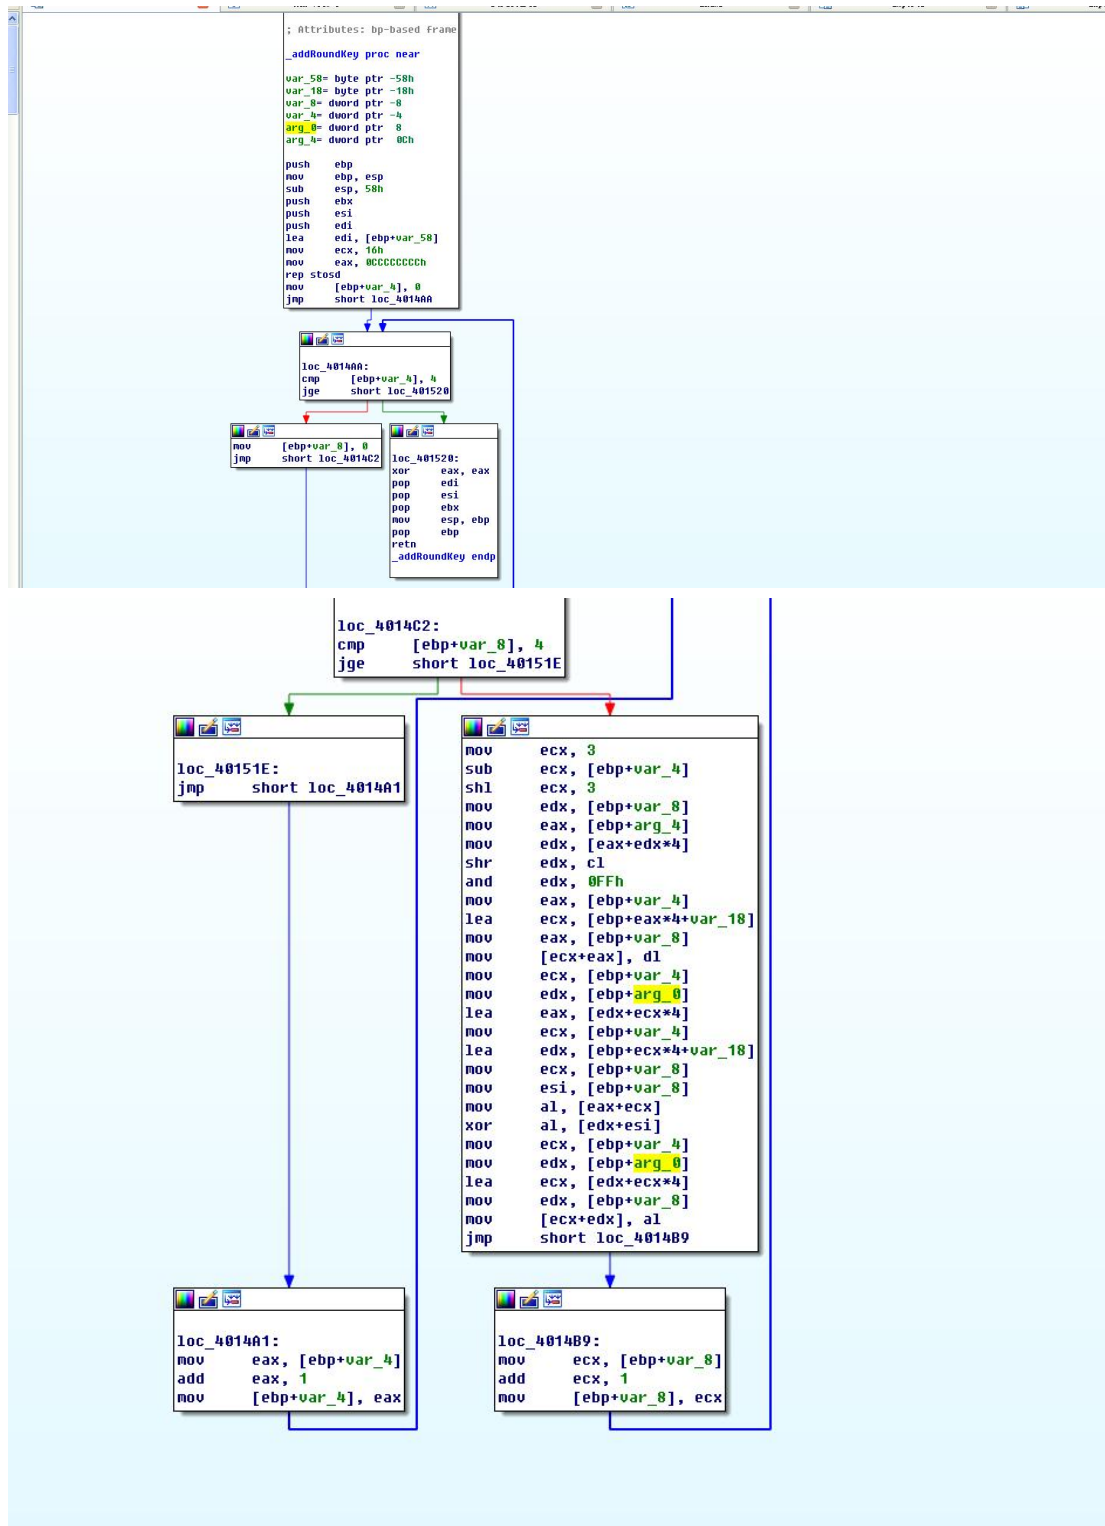 ; Attributes: bp-based frame
_addRoundKey proc near
var_58= byte ptr -58h
var_18= byte ptr -18h
var_8= dword ptr -8
var_4= dword ptr -4
arg_0= dword ptr  8
arg_4= dword ptr  0Ch
push    ebp
mov     ebp, esp
sub     esp, 58h
push    ebx
push    esi
push    edi
lea     edi, [ebp+var_58]
mov     ecx, 16h
mov     eax, 0CCCCCCCCh
rep stosd
mov     [ebp+var_4], 0
jmp     short loc_4014AA
loc_4014AA:
cmp     [ebp+var_4], 4
jge     short loc_401520
mov     [ebp+var_8], 0
jmp     short loc_4014C2
loc_401520:
xor     eax, eax
pop     edi
pop     esi
pop     ebx
mov     esp, ebp
pop     ebp
retn
_addRoundKey endp
loc_4014C2:
cmp     [ebp+var_8], 4
jge     short loc_40151E
loc_40151E:
jmp     short loc_4014A1
mov     ecx, 3
sub     ecx, [ebp+var_4]
shl     ecx, 3
mov     edx, [ebp+var_8]
mov     eax, [ebp+arg_4]
mov     edx, [eax+edx*4]
shr     edx, cl
and     edx, 0FFh
mov     eax, [ebp+var_4]
lea     ecx, [ebp+eax*4+var_18]
mov     eax, [ebp+var_8]
mov     [ecx+eax], dl
mov     ecx, [ebp+var_4]
mov     edx, [ebp+arg_0]
lea     eax, [edx+ecx*4]
mov     ecx, [ebp+var_4]
lea     edx, [ebp+ecx*4+var_18]
mov     ecx, [ebp+var_8]
mov     esi, [ebp+var_8]
mov     al, [eax+ecx]
xor     al, [edx+esi]
mov     ecx, [ebp+var_4]
mov     edx, [ebp+arg_0]
lea     ecx, [edx+ecx*4]
mov     edx, [ebp+var_8]
mov     [ecx+edx], al
jmp     short loc_4014B9
loc_4014A1:
mov     eax, [ebp+var_4]
add     eax, 1
mov     [ebp+var_4], eax
loc_4014B9:
mov     ecx, [ebp+var_8]
add     ecx, 1
mov     [ebp+var_8], ecx